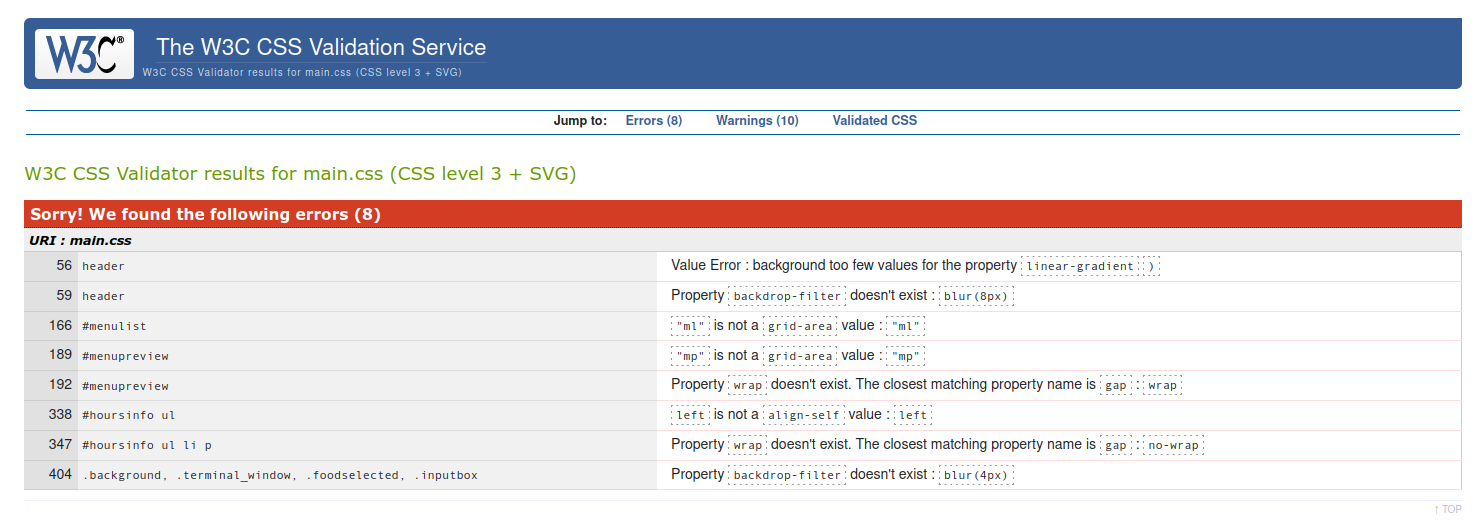 W3C®
The W3C CSS Validation Service
W3C CSS Validator results for main.css (CSS level 3 + SVG)
Jump to: Errors (8) Warnings (10) Validated CSS
W3C CSS Validator results for main.css (CSS level 3 + SVG)
Sorry! We found the following errors (8)
URI : main.css
56 header Value Error : background too few values for the property linear-gradient )
59 header Property backdrop-filter doesn't exist : blur(8px)
166 #menulist "ml" is not a grid-area value : "ml"
189 #menupreview "mp" is not a grid-area value : "mp"
192 #menupreview Property wrap doesn't exist. The closest matching property name is gap : wrap
338 #hoursinfo ul left is not a align-self value : left
347 #hoursinfo ul li p Property wrap doesn't exist. The closest matching property name is gap : no-wrap
404 .background, .terminal_window, .foodselected, .inputbox Property backdrop-filter doesn't exist : blur(4px)
↑ TOP